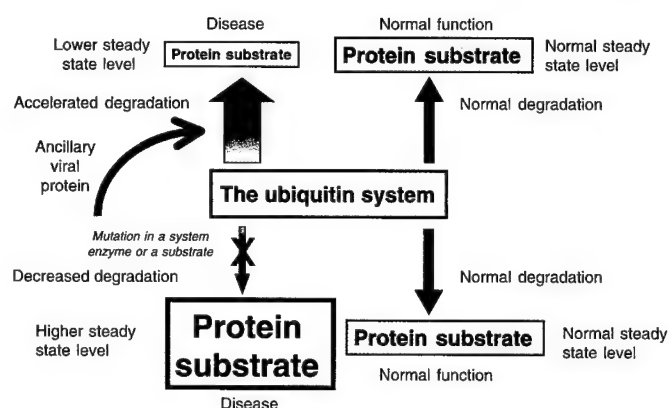 Disease
Normal function
Lower steady
state level
Protein substrate
Protein substrate
Normal steady
state level
Accelerated degradation
Normal degradation
Ancillary
viral
protein
The ubiquitin system
Mutation in a system
enzyme or a substrate
Decreased degradation
Normal degradation
Higher steady
state level
Protein
substrate
Protein substrate
Normal steady
state level
Normal function
Disease